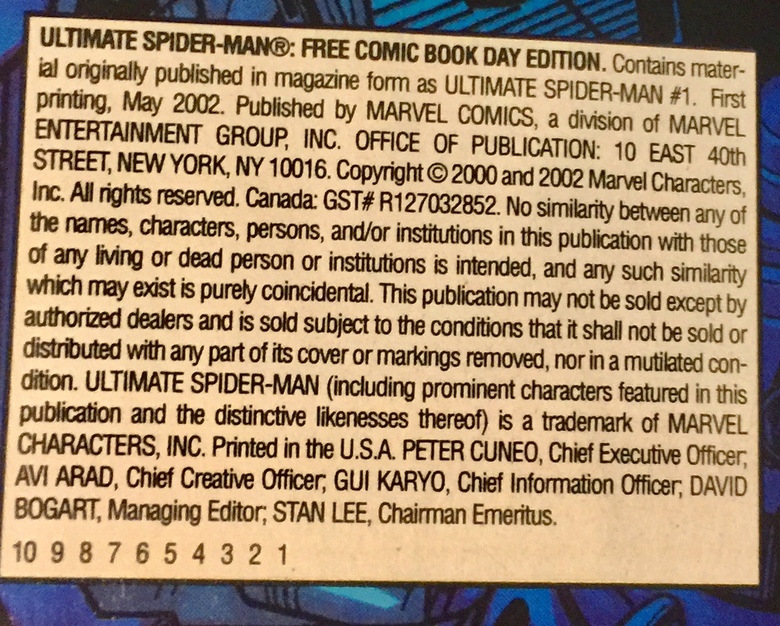 ULTIMATE SPIDER-MAN®: FREE COMIC BOOK DAY EDITION. Contains mater-
ial originally published in magazine form as ULTIMATE SPIDER-MAN #1. First
printing, May 2002. Published by MARVEL COMICS, a division of MARVEL
ENTERTAINMENT GROUP, INC. OFFICE OF PUBLICATION: 10 EAST 40th
STREET, NEW YORK, NY 10016. Copyright © 2000 and 2002 Marvel Characters,
Inc. All rights reserved. Canada: GST# R127032852. No similarity between any of
the names, characters, persons, and/or institutions in this publication with those
of any living or dead person or institutions is intended, and any such similarity
which may exist is purely coincidental. This publication may not be sold except by
authorized dealers and is sold subject to the conditions that it shall not be sold or
distributed with any part of its cover or markings removed, nor in a mutilated con-
dition. ULTIMATE SPIDER-MAN (including prominent characters featured in this
publication and the distinctive likenesses thereof) is a trademark of MARVEL
CHARACTERS, INC. Printed in the U.S.A. PETER CUNEO, Chief Executive Officer;
AVI ARAD, Chief Creative Officer; GUI KARYO, Chief Information Officer; DAVID
BOGART, Managing Editor; STAN LEE, Chairman Emeritus.
10 9 8 7 6 5 4 3 2 1